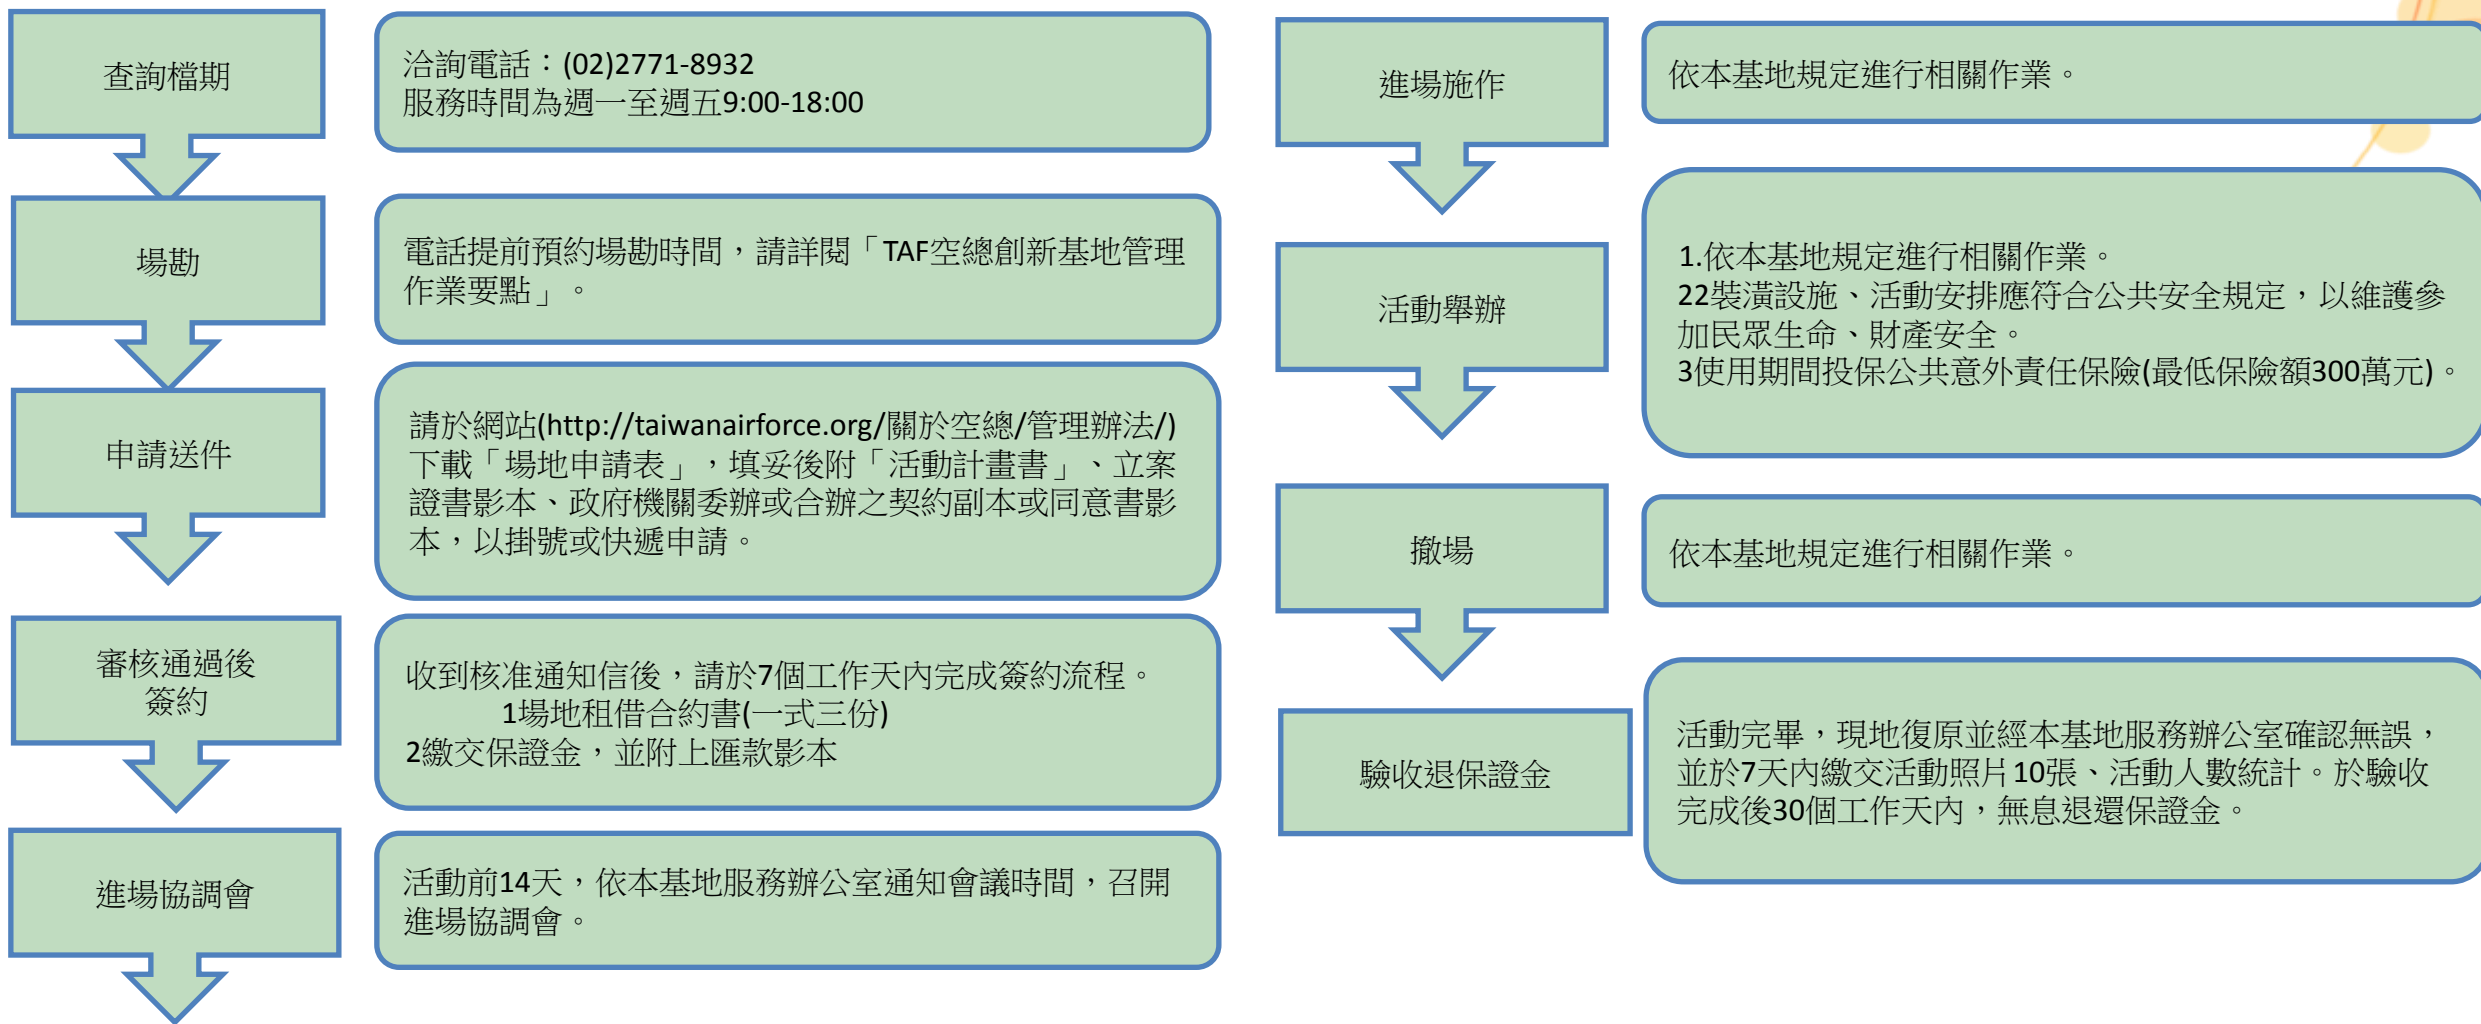 查詢檔期
洽詢電話：(02)2771-8932
服務時間為週一至週五9:00-18:00
場勘
電話提前預約場勘時間，請詳閱「TAF空總創新基地管理
作業要點」。
申請送件
請於網站(http://taiwanairforce.org/關於空總/管理辦法/)
下載「場地申請表」，填妥後附「活動計畫書」、立案
證書影本、政府機關委辦或合辦之契約副本或同意書影
本，以掛號或快遞申請。
審核通過後
簽約
收到核准通知信後，請於7個工作天內完成簽約流程。
1場地租借合約書(一式三份)
2繳交保證金，並附上匯款影本
進場協調會
活動前14天，依本基地服務辦公室通知會議時間，召開
進場協調會。
進場施作
依本基地規定進行相關作業。
活動舉辦
1.依本基地規定進行相關作業。
22裝潢設施、活動安排應符合公共安全規定，以維護參
加民眾生命、財產安全。
3使用期間投保公共意外責任保險(最低保險額300萬元)。
撤場
依本基地規定進行相關作業。
驗收退保證金
活動完畢，現地復原並經本基地服務辦公室確認無誤，
並於7天內繳交活動照片10張、活動人數統計。於驗收
完成後30個工作天內，無息退還保證金。